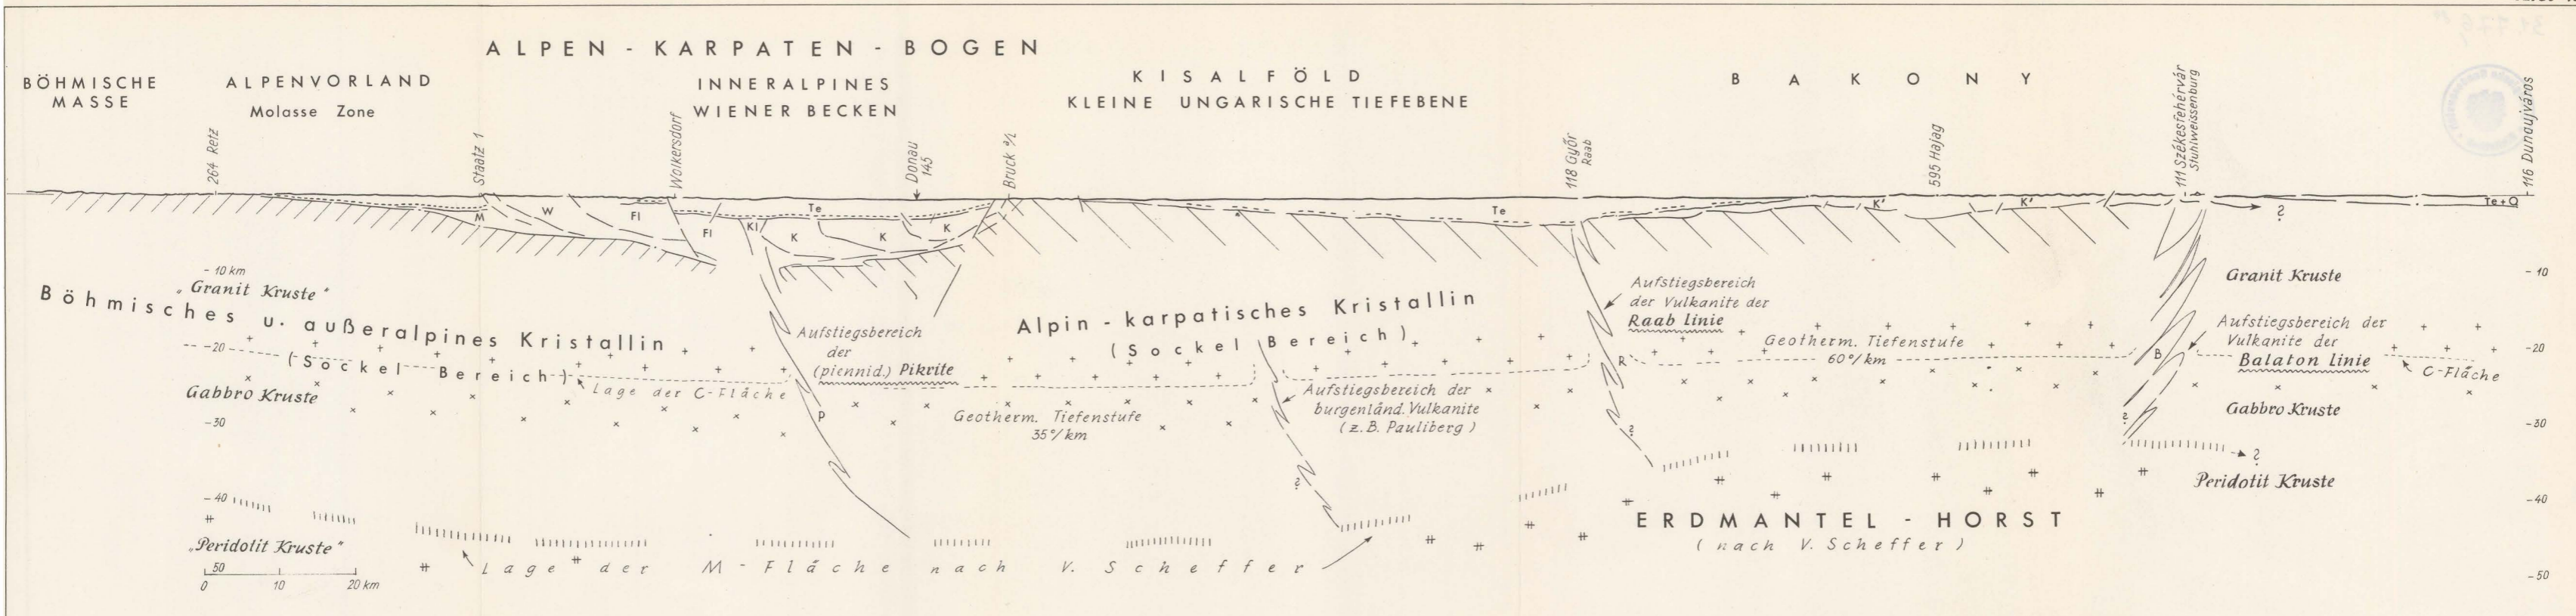 ALPEN - KARPATEN - BOGEN
BÖHMISCHE
MASSE
ALPENVORLAND
Molasse Zone
INNERALPINES
WIENER BECKEN
KISALFÖLD
KLEINE UNGARISCHE TIEFEBENE
BAKONY
264 Retz
Staatz 1
Wolkersdorf
Donau
145
Bruck a/L
118 Győr
Raab
595 Hajag
111 Székesfehérvár
Stuhlweissenburg
116 Dunaujváros
M
W
Fl
Fl
Kl
Te
K
K
K
Te
K'
K'
?
Te+Q
- 10 km
„Granit Kruste"
Böhmisches u. außeralpines Kristallin
(Sockel Bereich)
--20
Gabbro Kruste
-30
Lage der C-Fläche
Aufstiegsbereich
der
(piennid.) Pikrite
P
Alpin - karpatisches Kristallin
(Sockel Bereich)
Geotherm. Tiefenstufe
35°/km
Aufstiegsbereich der
burgenländ. Vulkanite
(z.B. Pauliberg)
?
Aufstiegsbereich
der Vulkanite der
Raab linie
R
?
Geotherm. Tiefenstufe
60°/km
B
?
Granit Kruste
Aufstiegsbereich der
Vulkanite der
Balaton linie
C-Fläche
Gabbro Kruste
?
Peridotit Kruste
-10
-20
-30
-40
-50
-40
„Peridotit Kruste"
50
0 10 20 km
Lage der M-Fläche nach V. Scheffer
ERDMANTEL - HORST
(nach V. Scheffer)